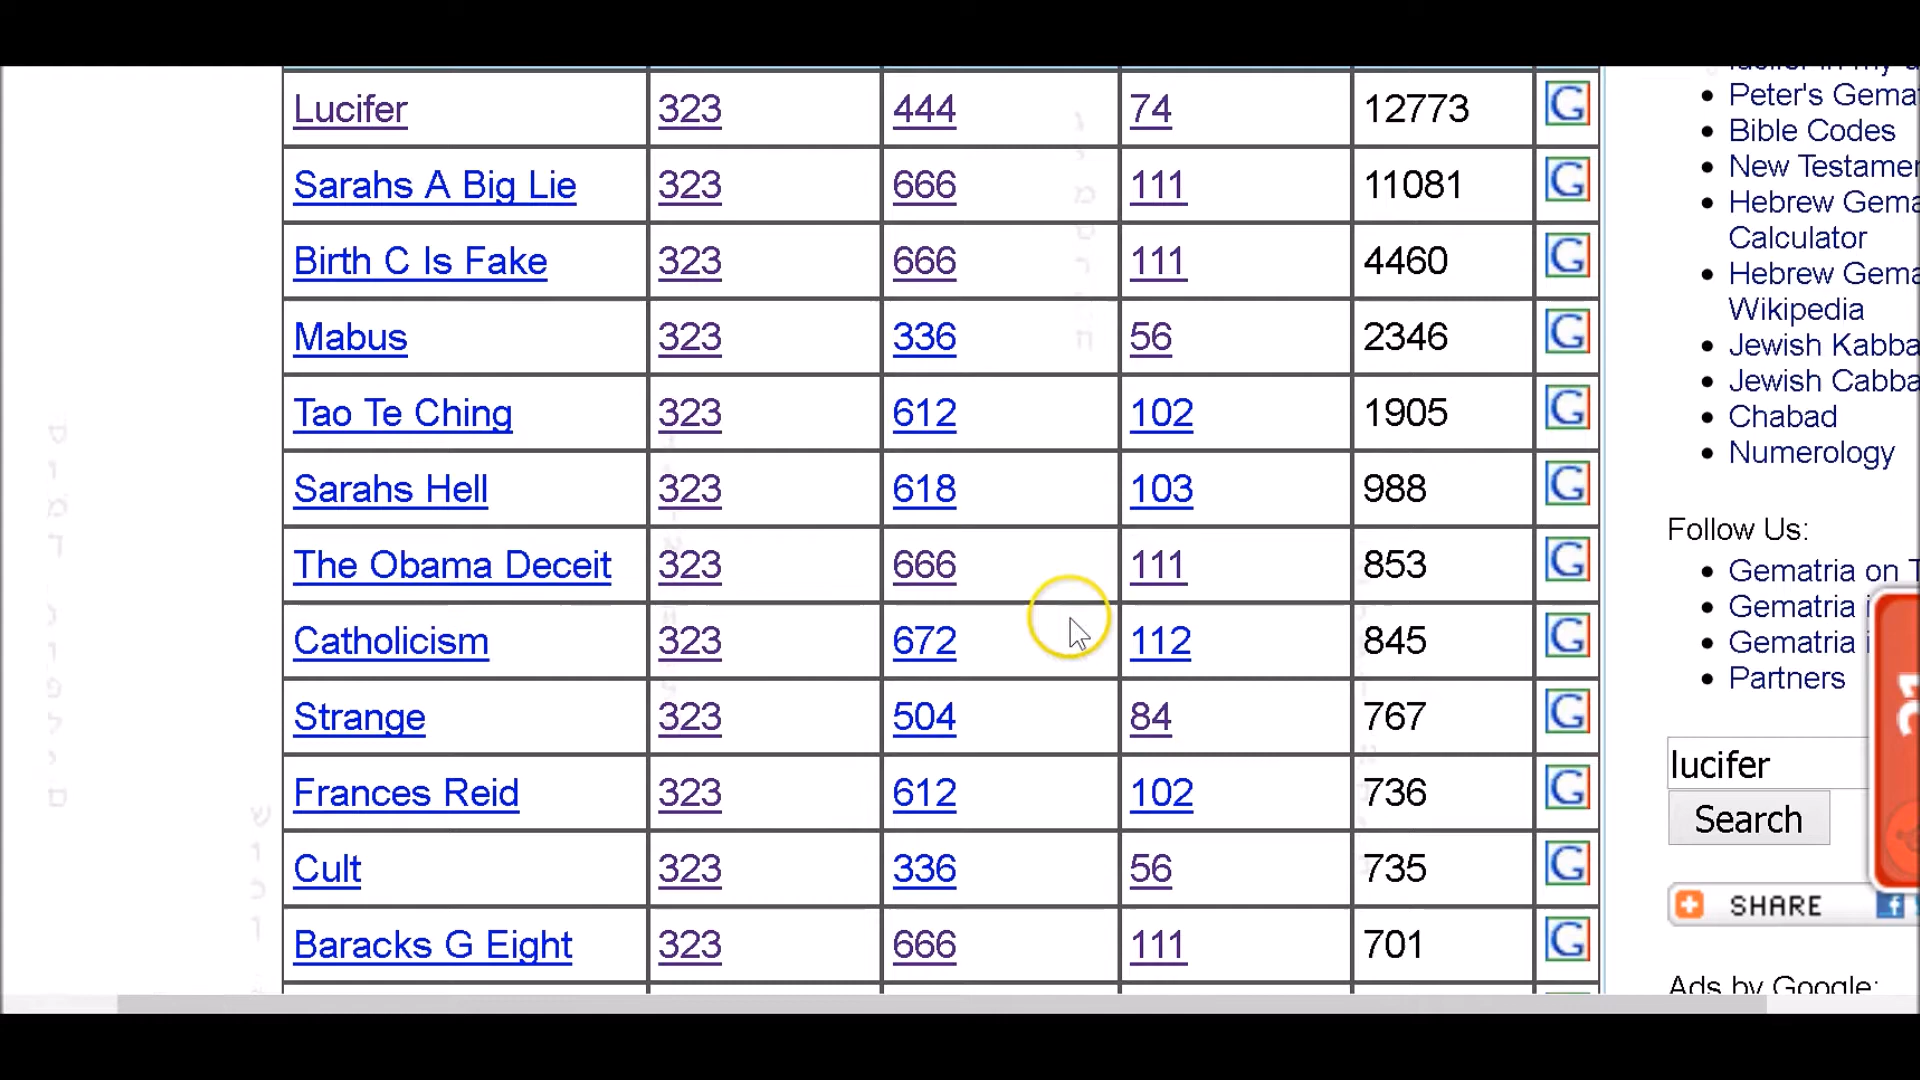 Lucifer 323 444 74 12773 G
Sarahs A Big Lie 323 666 111 11081 G
Birth C Is Fake 323 666 111 4460 G
Mabus 323 336 56 2346 G
Tao Te Ching 323 612 102 1905 G
Sarahs Hell 323 618 103 988 G
The Obama Deceit 323 666 111 853 G
Catholicism 323 672 112 845 G
Strange 323 504 84 767 G
Frances Reid 323 612 102 736 G
Cult 323 336 56 735 G
Baracks G Eight 323 666 111 701 G
Peter's Gema
Bible Codes
New Testamer
Hebrew Gema
Calculator
Hebrew Gema
Wikipedia
Jewish Kabba
Jewish Cabba
Chabad
Numerology
Follow Us:
Gematria on T
Gematria i
Gematria i
Partners
lucifer
Search
SHARE
Ads by Google: